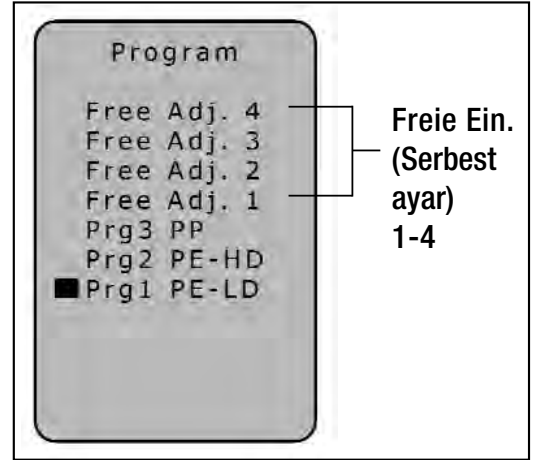 Program
Free Adj. 4
Free Adj. 3
Free Adj. 2
Free Adj. 1
Prg3 PP
Prg2 PE-HD
Prg1 PE-LD
Freie Ein.
(Serbest
ayar)
1-4